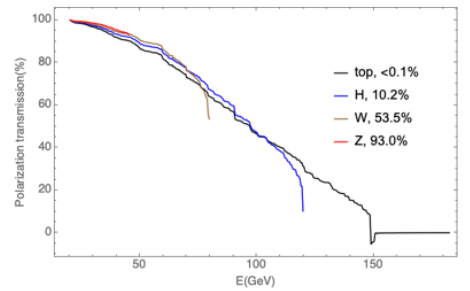 Polarization transmission(%)
100
80
60
40
20
0
top, <0.1%
H, 10.2%
W, 53.5%
Z, 93.0%
50
100
150
E(GeV)